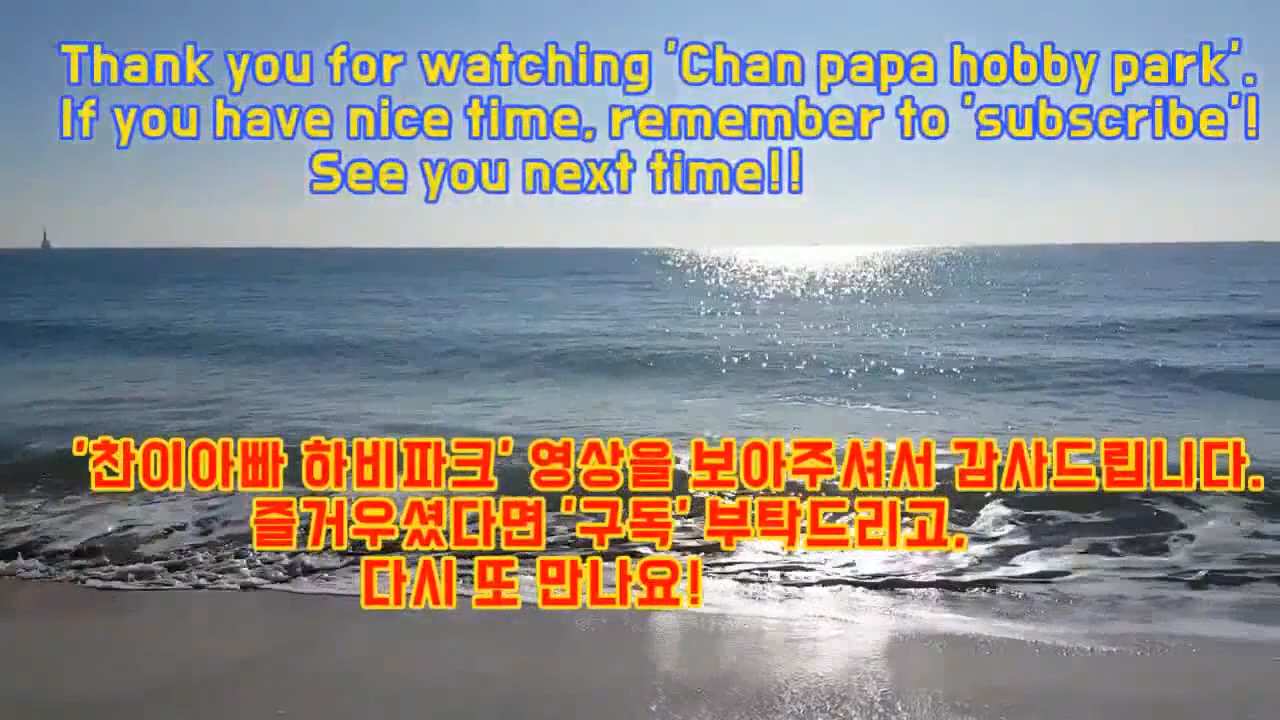 Thank you for watching 'Chan papa hobby park'.
If you have nice time, remember to 'subscribe'!
See you next time!!
'찬이아빠 하비파크' 영상을 보아주셔서 감사드립니다.
즐거우셨다면 '구독' 부탁드리고,
다시 또 만나요!